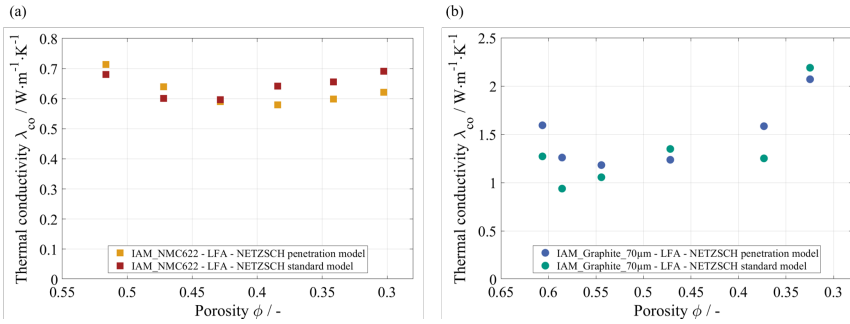 (a)
Thermal conductivity λco / W·m⁻¹·K⁻¹
0.8
0.7
0.6
0.5
0.4
0.3
0.2
0.1
0
IAM_NMC622 - LFA - NETZSCH penetration model
IAM_NMC622 - LFA - NETZSCH standard model
0.55 0.5 0.45 0.4 0.35 0.3
Porosity ϕ / -
(b)
Thermal conductivity λco / W·m⁻¹·K⁻¹
2.5
2
1.5
1
0.5
0
IAM_Graphite_70µm - LFA - NETZSCH penetration model
IAM_Graphite_70µm - LFA - NETZSCH standard model
0.65 0.6 0.55 0.5 0.45 0.4 0.35 0.3
Porosity ϕ / -